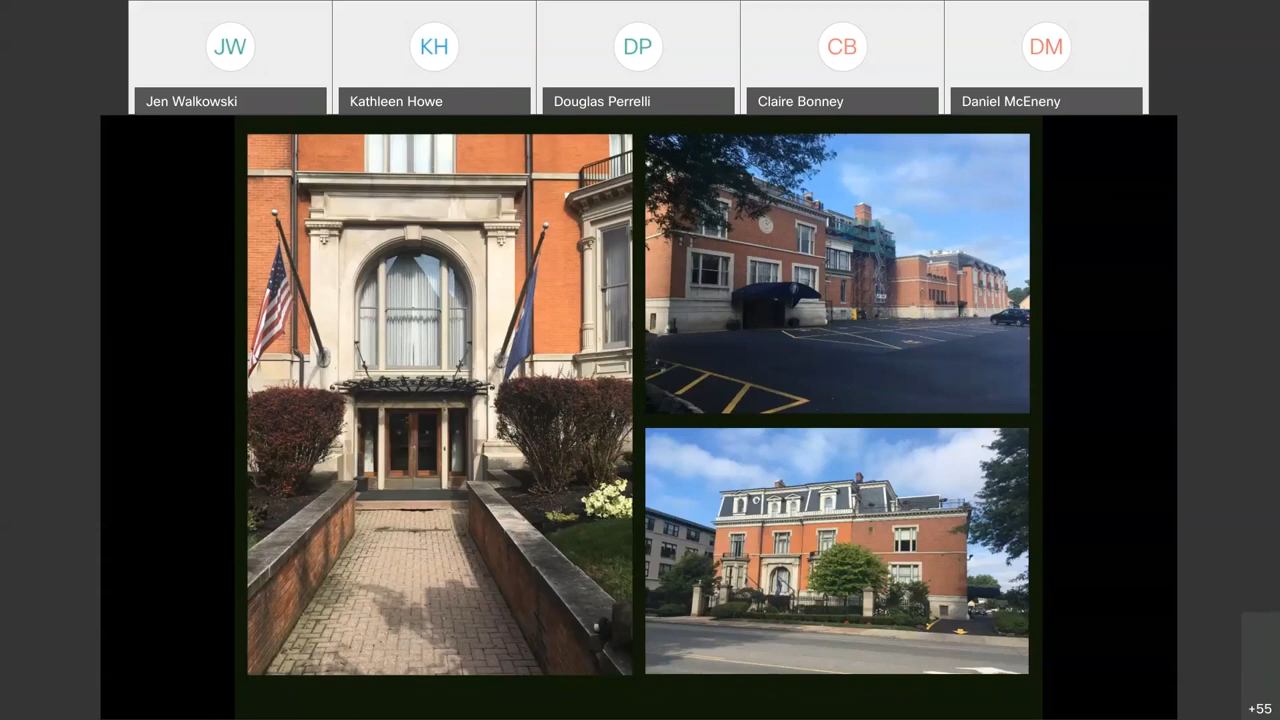 JW
KH
DP
CB
DM
Jen Walkowski
Kathleen Howe
Douglas Perrelli
Claire Bonney
Daniel McEneny
+55